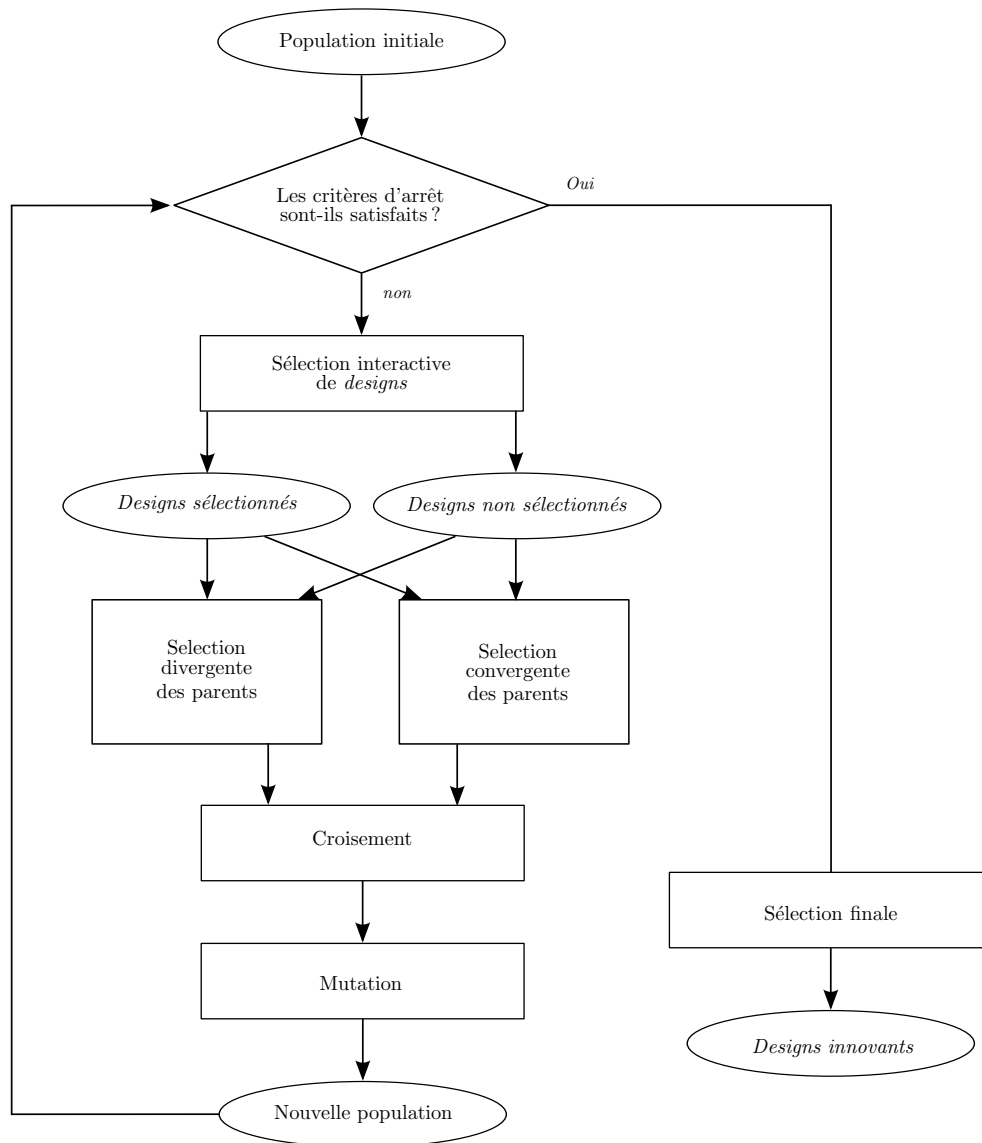 Population initiale
Les critères d'arrêt
sont-ils satisfaits ?
Oui
non
Sélection interactive
de designs
Designs sélectionnés
Designs non sélectionnés
Selection
divergente
des parents
Selection
convergente
des parents
Croisement
Sélection finale
Mutation
Designs innovants
Nouvelle population